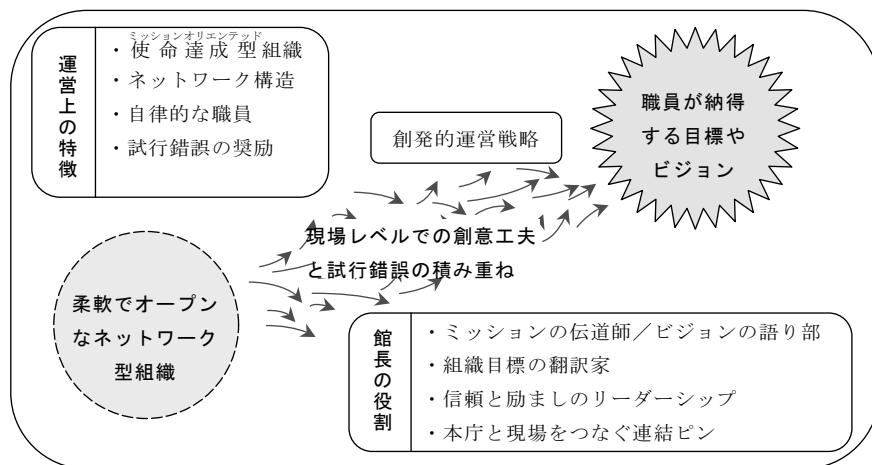 運営上の特徴
ミッションオリエンテッド
・使命達成型組織
・ネットワーク構造
・自律的な職員
・試行錯誤の奨励
創発的運営戦略
職員が納得
する目標や
ビジョン
現場レベルでの創意工夫
と試行錯誤の積み重ね
柔軟でオープン
なネットワーク
型組織
館長の役割
・ミッションの伝道師／ビジョンの語り部
・組織目標の翻訳家
・信頼と励ましのリーダーシップ
・本庁と現場をつなぐ連結ピン